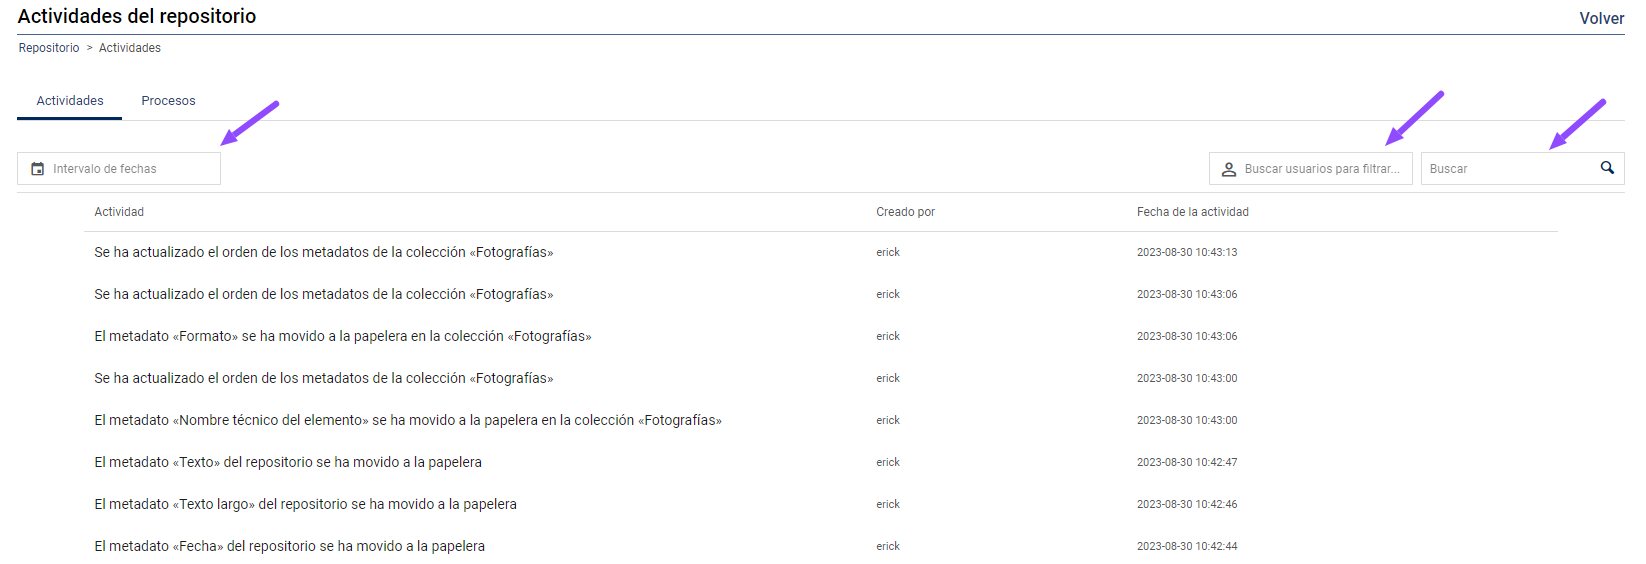 Actividades del repositorio
Volver
Repositorio > Actividades
Actividades Procesos
Intervalo de fechas Buscar usuarios para filtrar... Buscar
Actividad Creado por Fecha de la actividad
Se ha actualizado el orden de los metadatos de la colección «Fotografías» erick 2023-08-30 10:43:13
Se ha actualizado el orden de los metadatos de la colección «Fotografías» erick 2023-08-30 10:43:06
El metadato «Formato» se ha movido a la papelera en la colección «Fotografías» erick 2023-08-30 10:43:06
Se ha actualizado el orden de los metadatos de la colección «Fotografías» erick 2023-08-30 10:43:00
El metadato «Nombre técnico del elemento» se ha movido a la papelera en la colección «Fotografías» erick 2023-08-30 10:43:00
El metadato «Texto» del repositorio se ha movido a la papelera erick 2023-08-30 10:42:47
El metadato «Texto largo» del repositorio se ha movido a la papelera erick 2023-08-30 10:42:46
El metadato «Fecha» del repositorio se ha movido a la papelera erick 2023-08-30 10:42:44